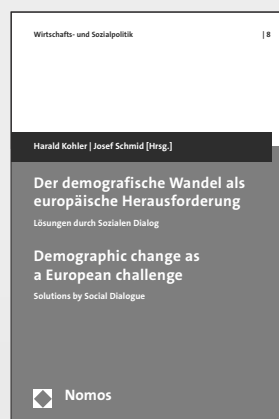 Wirtschafts- und Sozialpolitik | 8
Harald Kohler | Josef Schmid [Hrsg.]
Der demografische Wandel als
europäische Herausforderung
Lösungen durch Sozialen Dialog
Demographic change as
a European challenge
Solutions by Social Dialogue
Nomos